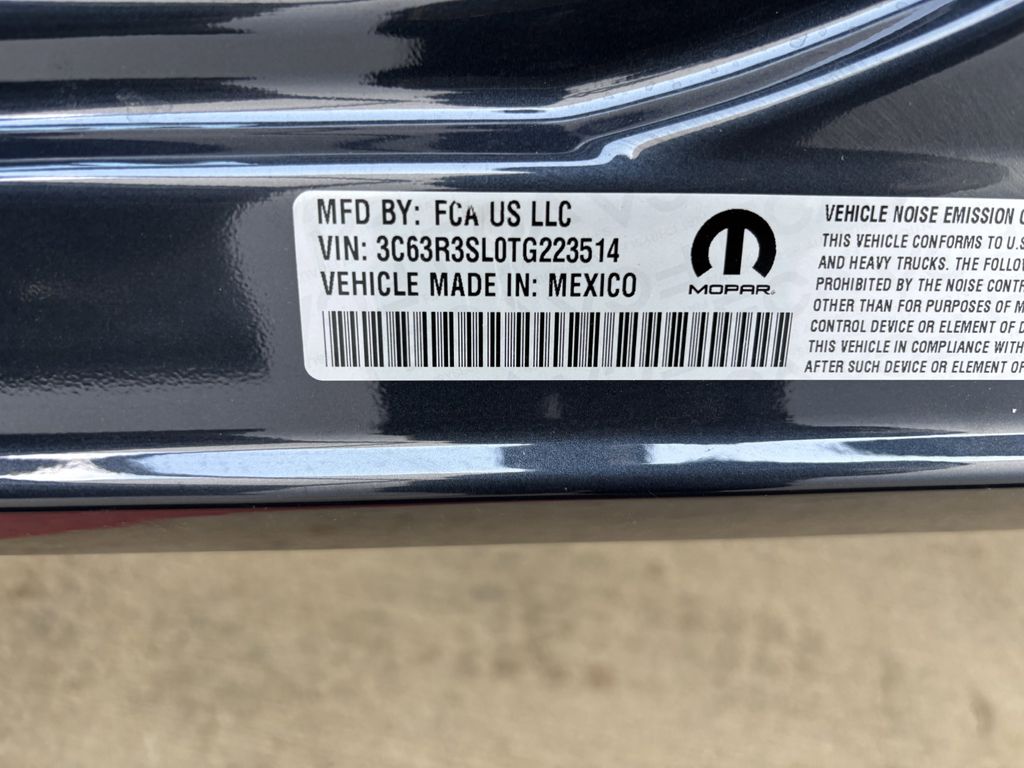 MFD BY: FCA US LLC
VIN: 3C63R3SL0TG223514
VEHICLE MADE IN: MEXICO
MOPAR
VEHICLE NOISE EMISSION
THIS VEHICLE CONFORMS TO U.S
AND HEAVY TRUCKS. THE FOLLOW
PROHIBITED BY THE NOISE CONTR
OTHER THAN FOR PURPOSES OF M
CONTROL DEVICE OR ELEMENT OF D
THIS VEHICLE IN COMPLIANCE WITH
AFTER SUCH DEVICE OR ELEMENT OF